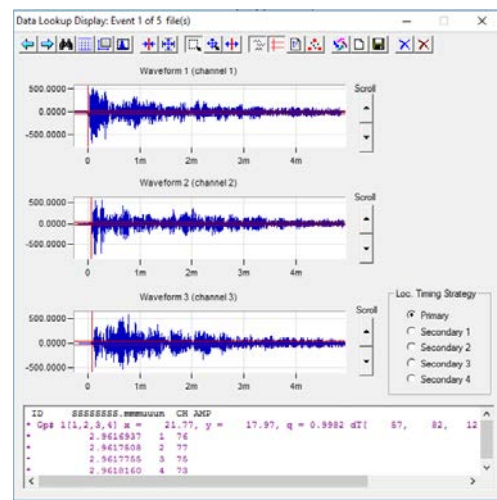 Data Lookup Display: Event 1 of 5 file(s)
Waveform 1 (channel 1)
Scroll
500.0000
0.0000
-500.0000
0 1m 2m 3m 4m
Waveform 2 (channel 2)
Scroll
500.0000
0.0000
-500.0000
0 1m 2m 3m 4m
Waveform 3 (channel 3)
Scroll
500.0000
0.0000
-500.0000
0 1m 2m 3m 4m
Loc. Timing Strategy
Primary
Secondary 1
Secondary 2
Secondary 3
Secondary 4
ID SSSSSSSS.mmmuuun CH AMP
* Gp# 1[1,2,3,4] x = 21.77, y = 17.97, q = 0.9982 dT[ 57, 82, 12
* 2.9616937 1 76
* 2.9617508 2 77
* 2.9617755 3 75
* 2.9618160 4 73